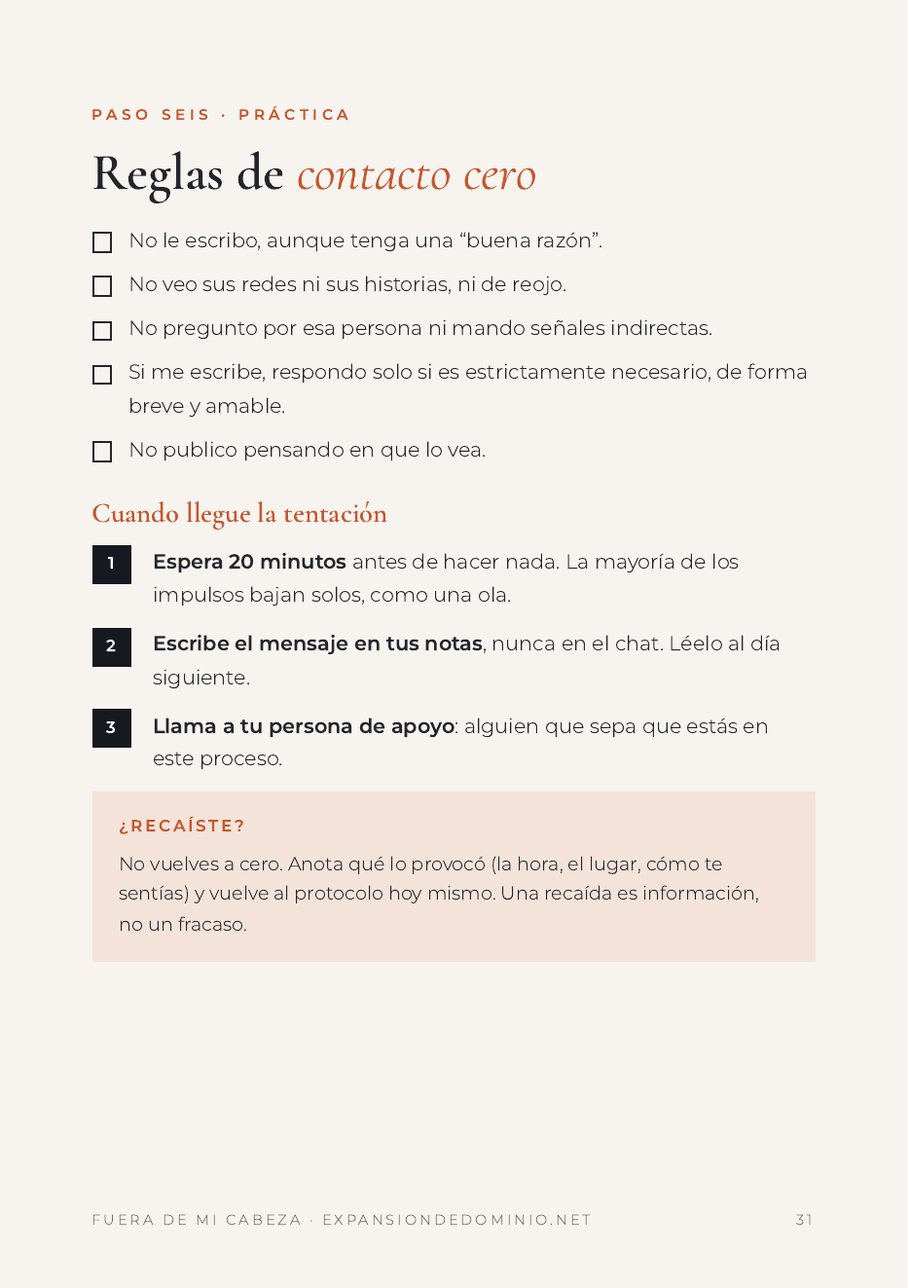 PASO SEIS · PRÁCTICA
Reglas de contacto cero
No le escribo, aunque tenga una “buena razón”.
No veo sus redes ni sus historias, ni de reojo.
No pregunto por esa persona ni mando señales indirectas.
Si me escribe, respondo solo si es estrictamente necesario, de forma
breve y amable.
No publico pensando en que lo vea.
Cuando llegue la tentación
1 Espera 20 minutos antes de hacer nada. La mayoría de los
impulsos bajan solos, como una ola.
2 Escribe el mensaje en tus notas, nunca en el chat. Léelo al día
siguiente.
3 Llama a tu persona de apoyo: alguien que sepa que estás en
este proceso.
¿RECAÍSTE?
No vuelves a cero. Anota qué lo provocó (la hora, el lugar, cómo te
sentías) y vuelve al protocolo hoy mismo. Una recaída es información,
no un fracaso.
FUERA DE MI CABEZA · EXPANSIONDEDOMINIO.NET 31